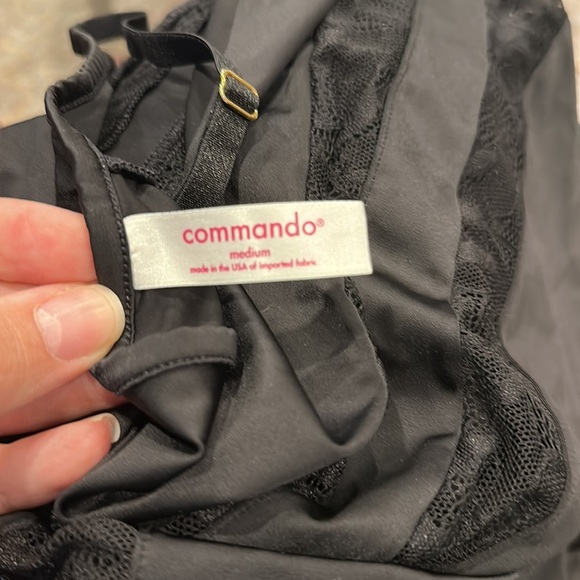 commando®
medium
made in the USA of imported fabric